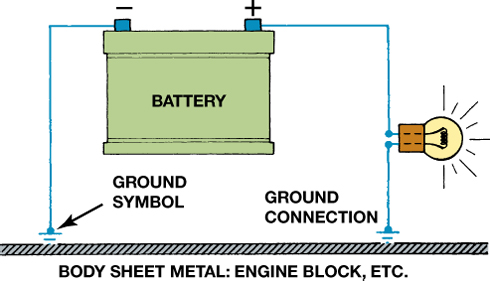 − +
BATTERY
GROUND
SYMBOL
GROUND
CONNECTION
BODY SHEET METAL: ENGINE BLOCK, ETC.